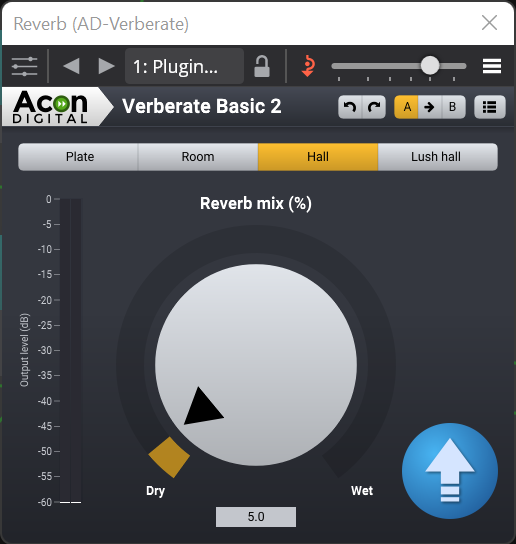 Reverb (AD-Verberate)
1: Plugin...
Acon
DIGITAL
Verberate Basic 2
A
B
Plate
Room
Hall
Lush hall
Reverb mix (%)
Output level (dB)
0
-5
-10
-15
-20
-25
-30
-35
-40
-45
-50
-55
-60
Dry
Wet
5.0